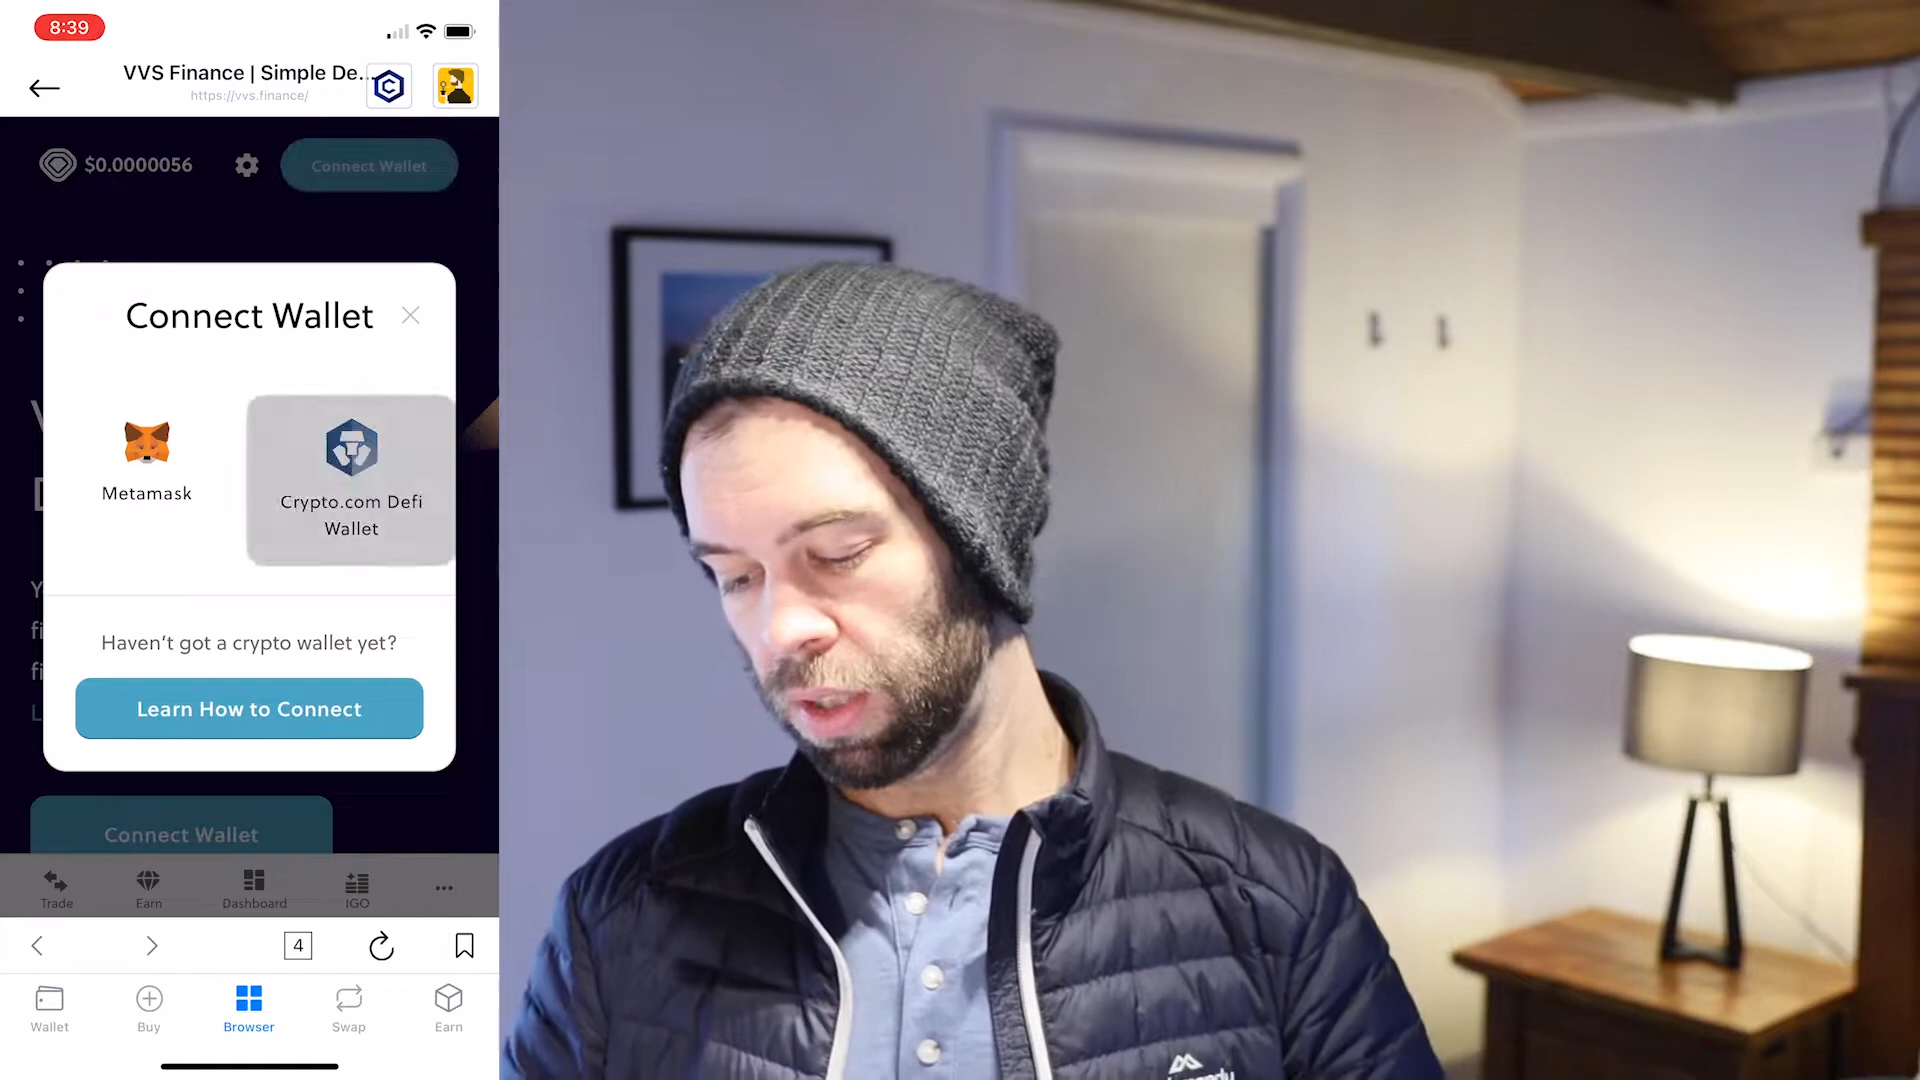 8:39
VVS Finance | Simple De...
https://vvs.finance/
$0.0000056
Connect Wallet
Connect Wallet
Metamask
Crypto.com Defi
Wallet
Haven't got a crypto wallet yet?
Learn How to Connect
Connect Wallet
Trade
Earn
Dashboard
IGO
4
Wallet
Buy
Browser
Swap
Earn